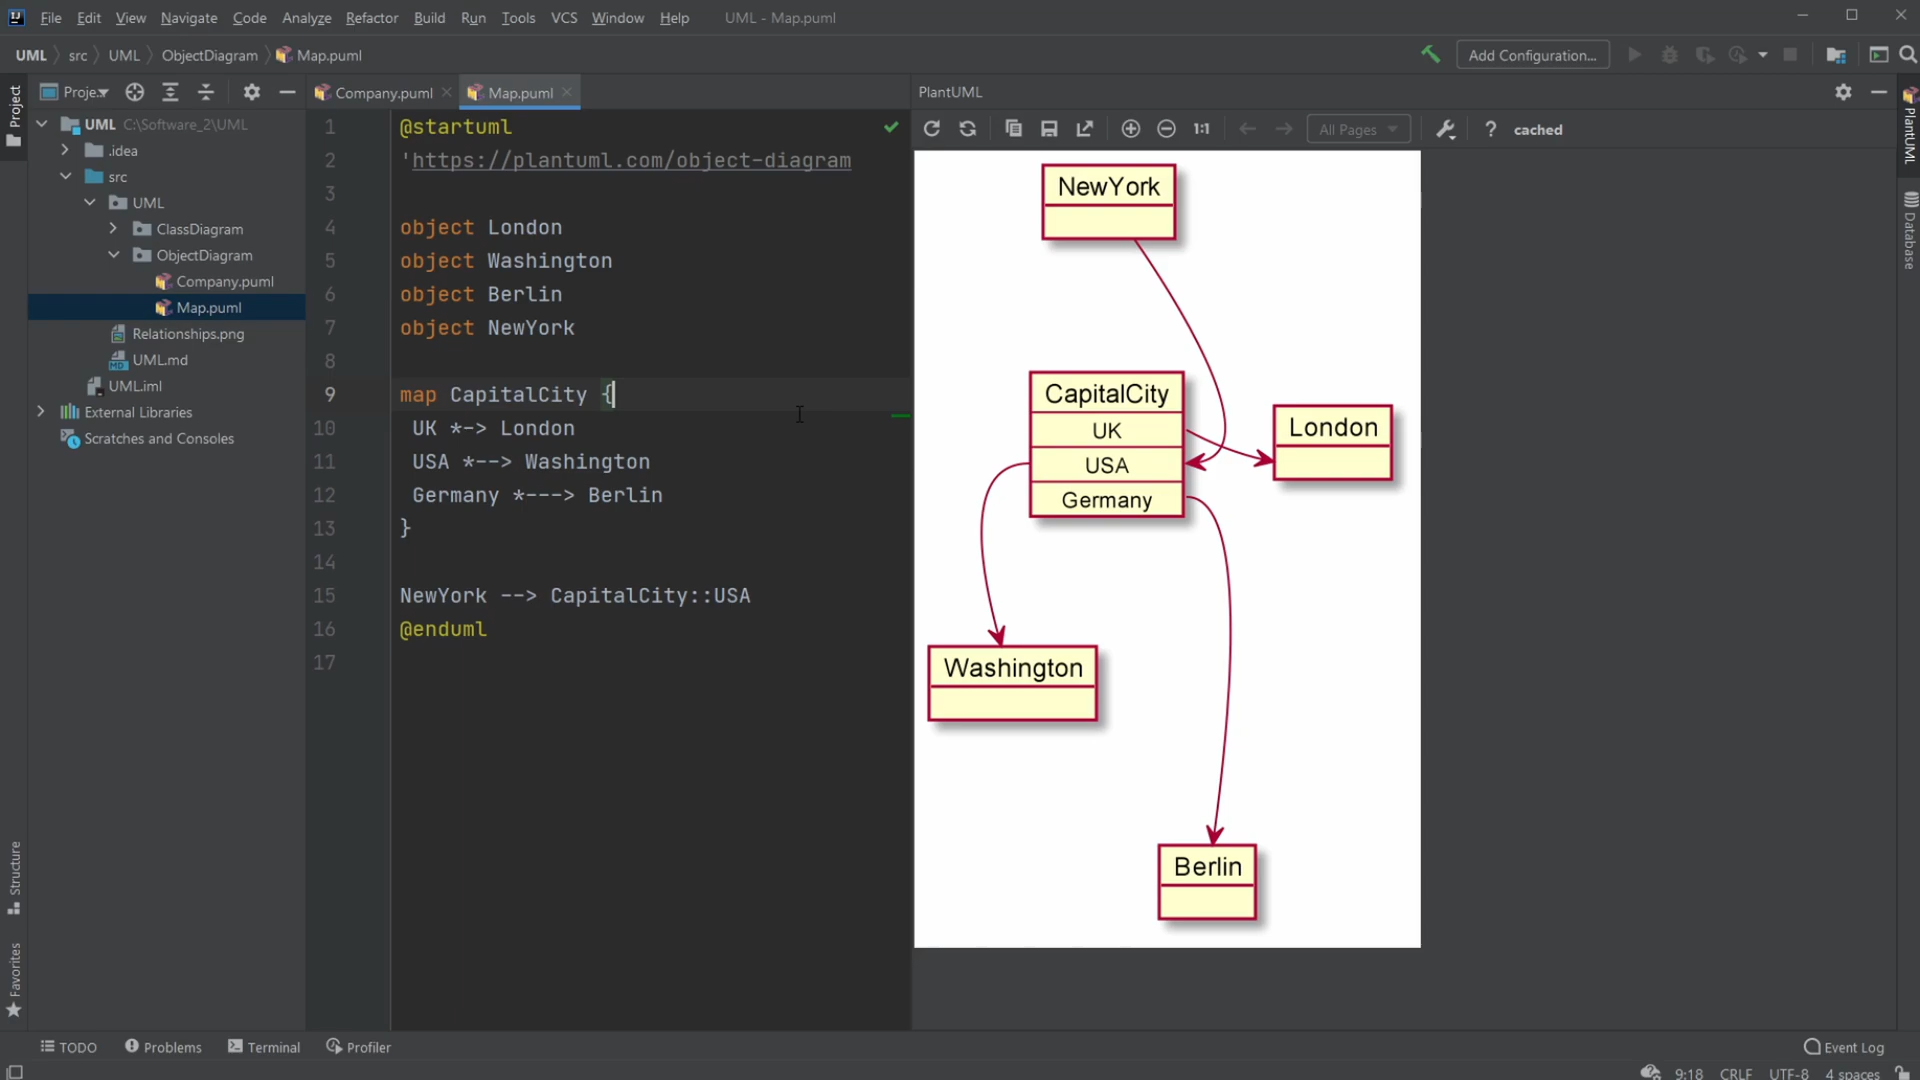 File Edit View Navigate Code Analyze Refactor Build Run Tools VCS Window Help UML - Map.puml
UML src UML ObjectDiagram Map.puml
Add Configuration...
Project
Proje...
UML C:\Software_2\UML
.idea
src
UML
ClassDiagram
ObjectDiagram
Company.puml
Map.puml
Relationships.png
UML.md
UML.iml
External Libraries
Scratches and Consoles
Structure
Favorites
Company.puml Map.puml
1 @startuml
2 'https://plantuml.com/object-diagram
3
4 object London
5 object Washington
6 object Berlin
7 object NewYork
8
9 map CapitalCity {
10 UK *-> London
11 USA *--> Washington
12 Germany *---> Berlin
13 }
14
15 NewYork --> CapitalCity::USA
16 @enduml
17
PlantUML
1:1 All Pages ? cached
NewYork
CapitalCity
UK
USA
Germany
London
Washington
Berlin
PlantUML
Database
TODO Problems Terminal Profiler Event Log
9:18 CRLF UTF-8 4 spaces